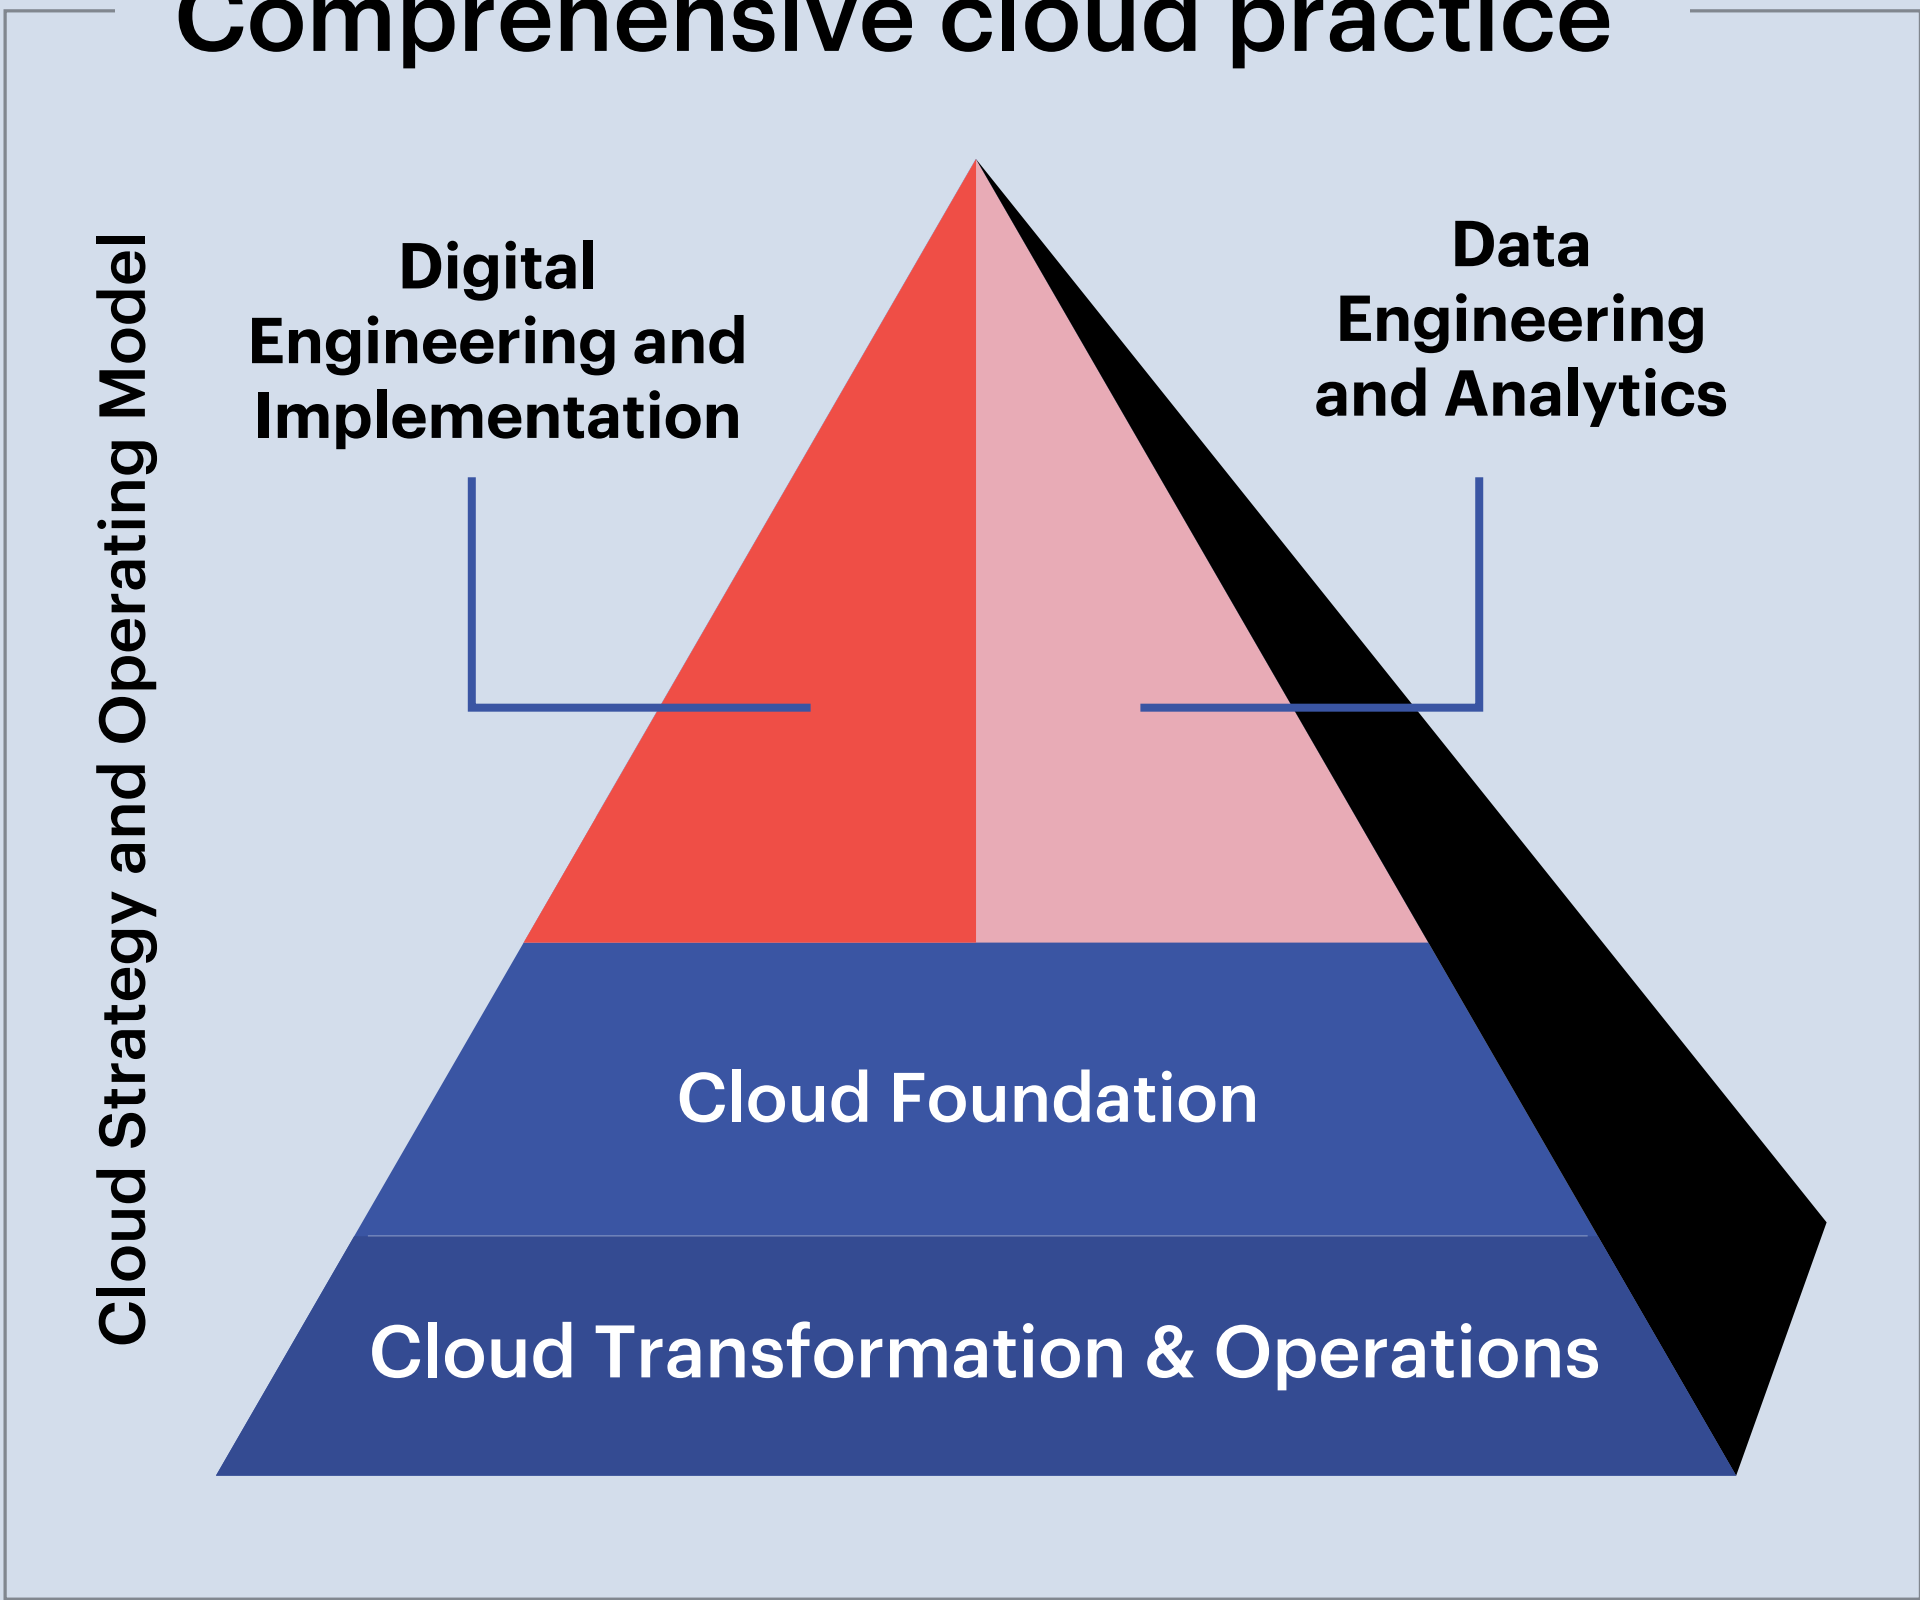 Comprehensive cloud practice
Cloud Strategy and Operating Model
Digital
Engineering and
Implementation
Data
Engineering
and Analytics
Cloud Foundation
Cloud Transformation & Operations